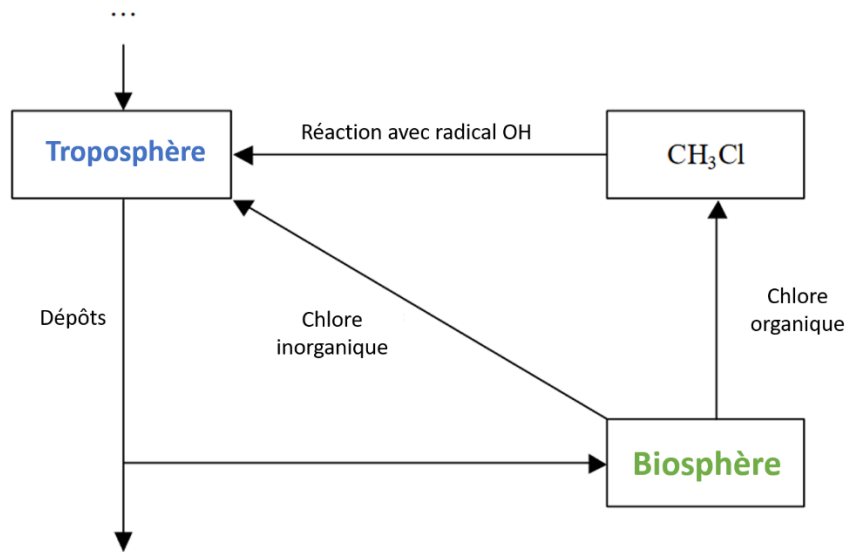 ...
Troposphère
Réaction avec radical OH
CH₃Cl
Dépôts
Chlore
inorganique
Chlore
organique
Biosphère